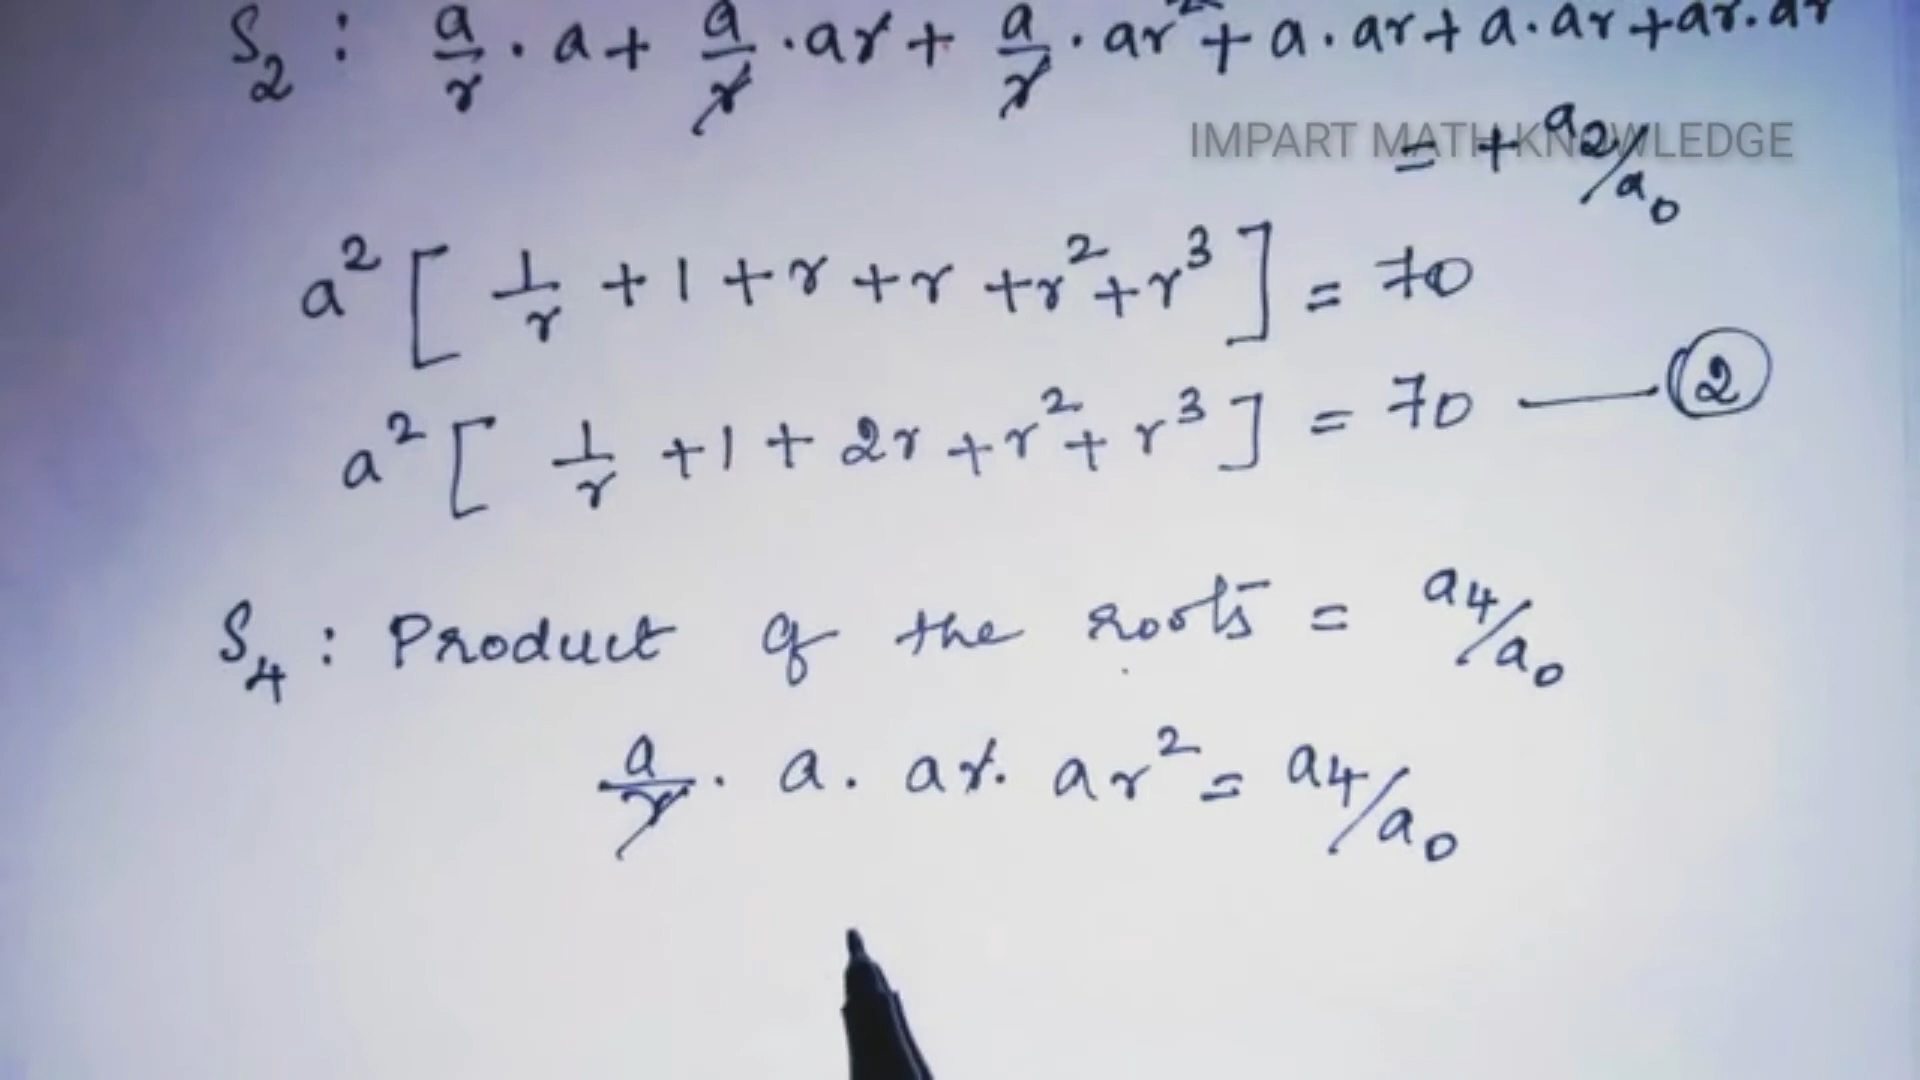 S₂ : a/r · a + a/r · ar + a/r · ar² + a · ar + a · ar + ar · ar
IMPART MATH KNOWLEDGE
= + a₂/a₀
a² [ 1/r + 1 + r + r + r² + r³ ] = 70
a² [ 1/r + 1 + 2r + r² + r³ ] = 70 — ②
S₄ : Product of the roots = a₄/a₀
a/r · a · ar · ar² = a₄/a₀